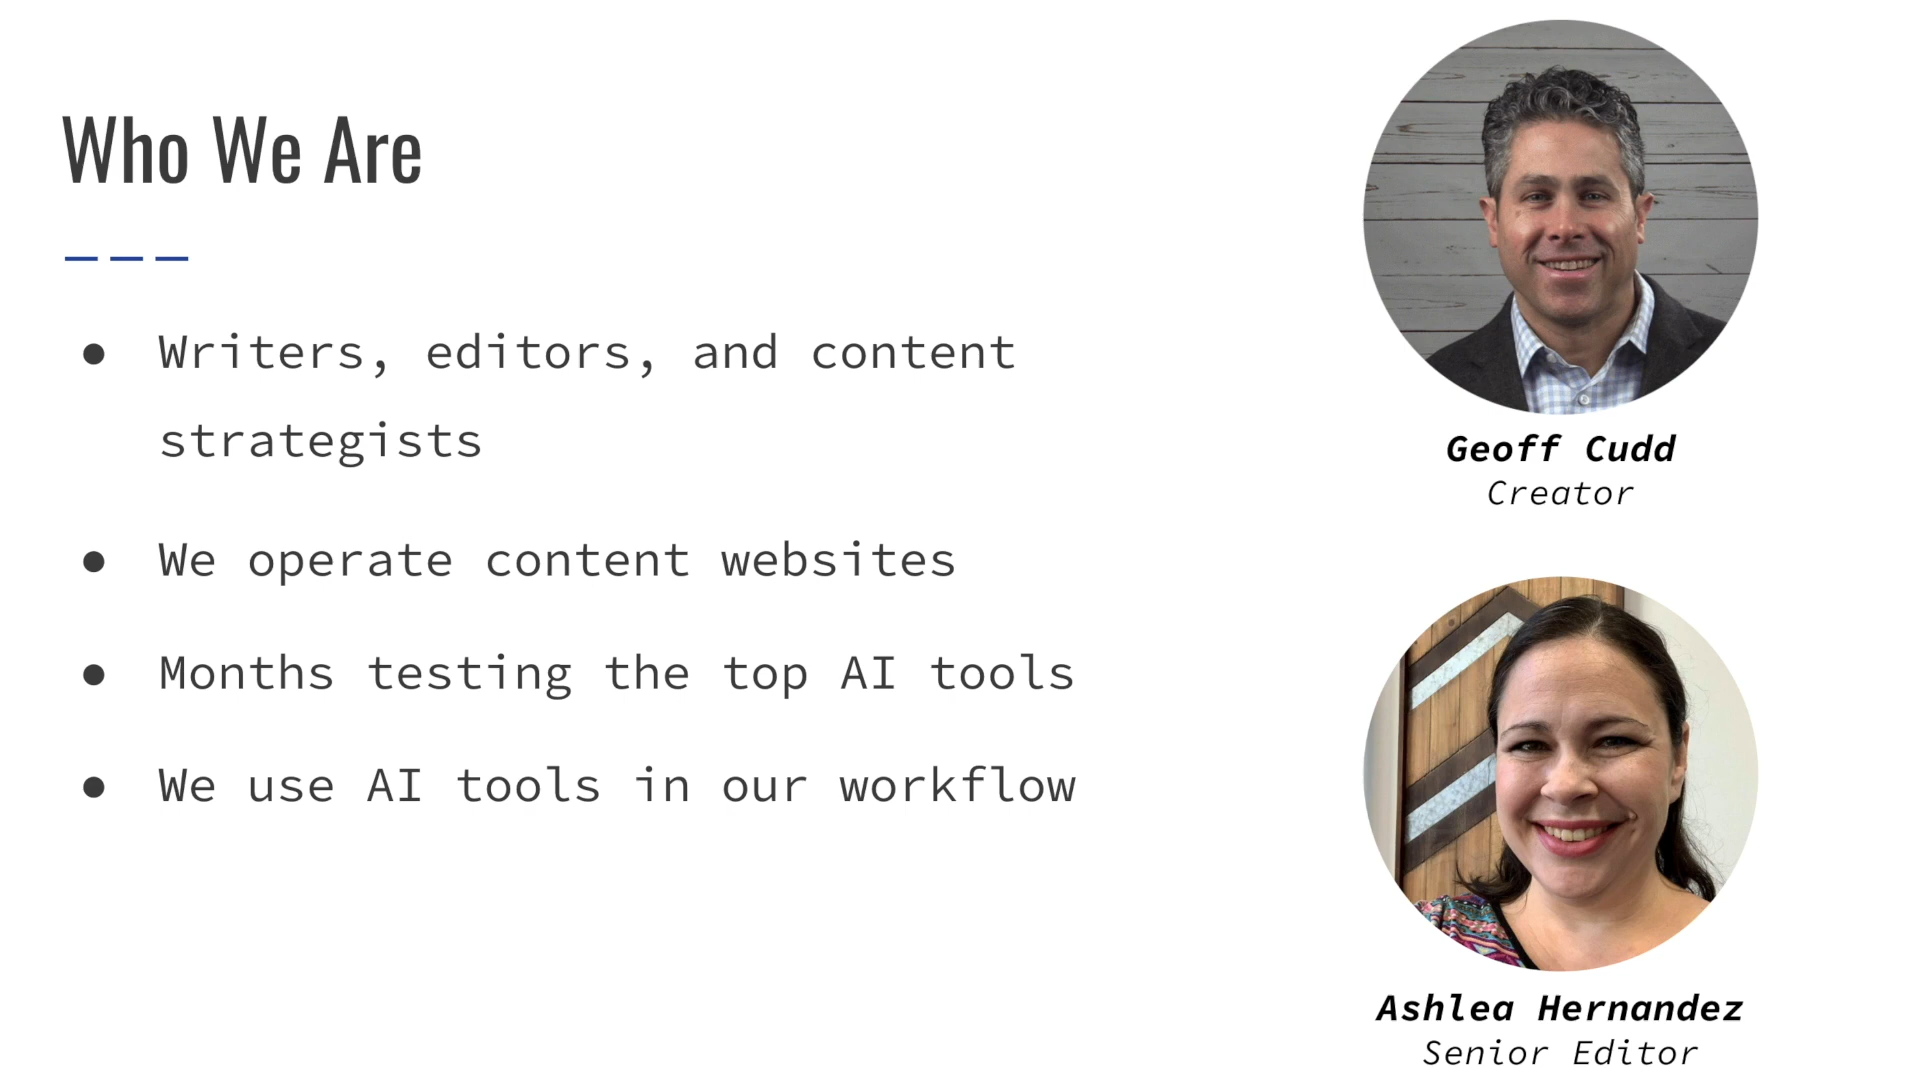 Who We Are
● Writers, editors, and content
strategists
● We operate content websites
● Months testing the top AI tools
● We use AI tools in our workflow
Geoff Cudd
Creator
Ashlea Hernandez
Senior Editor